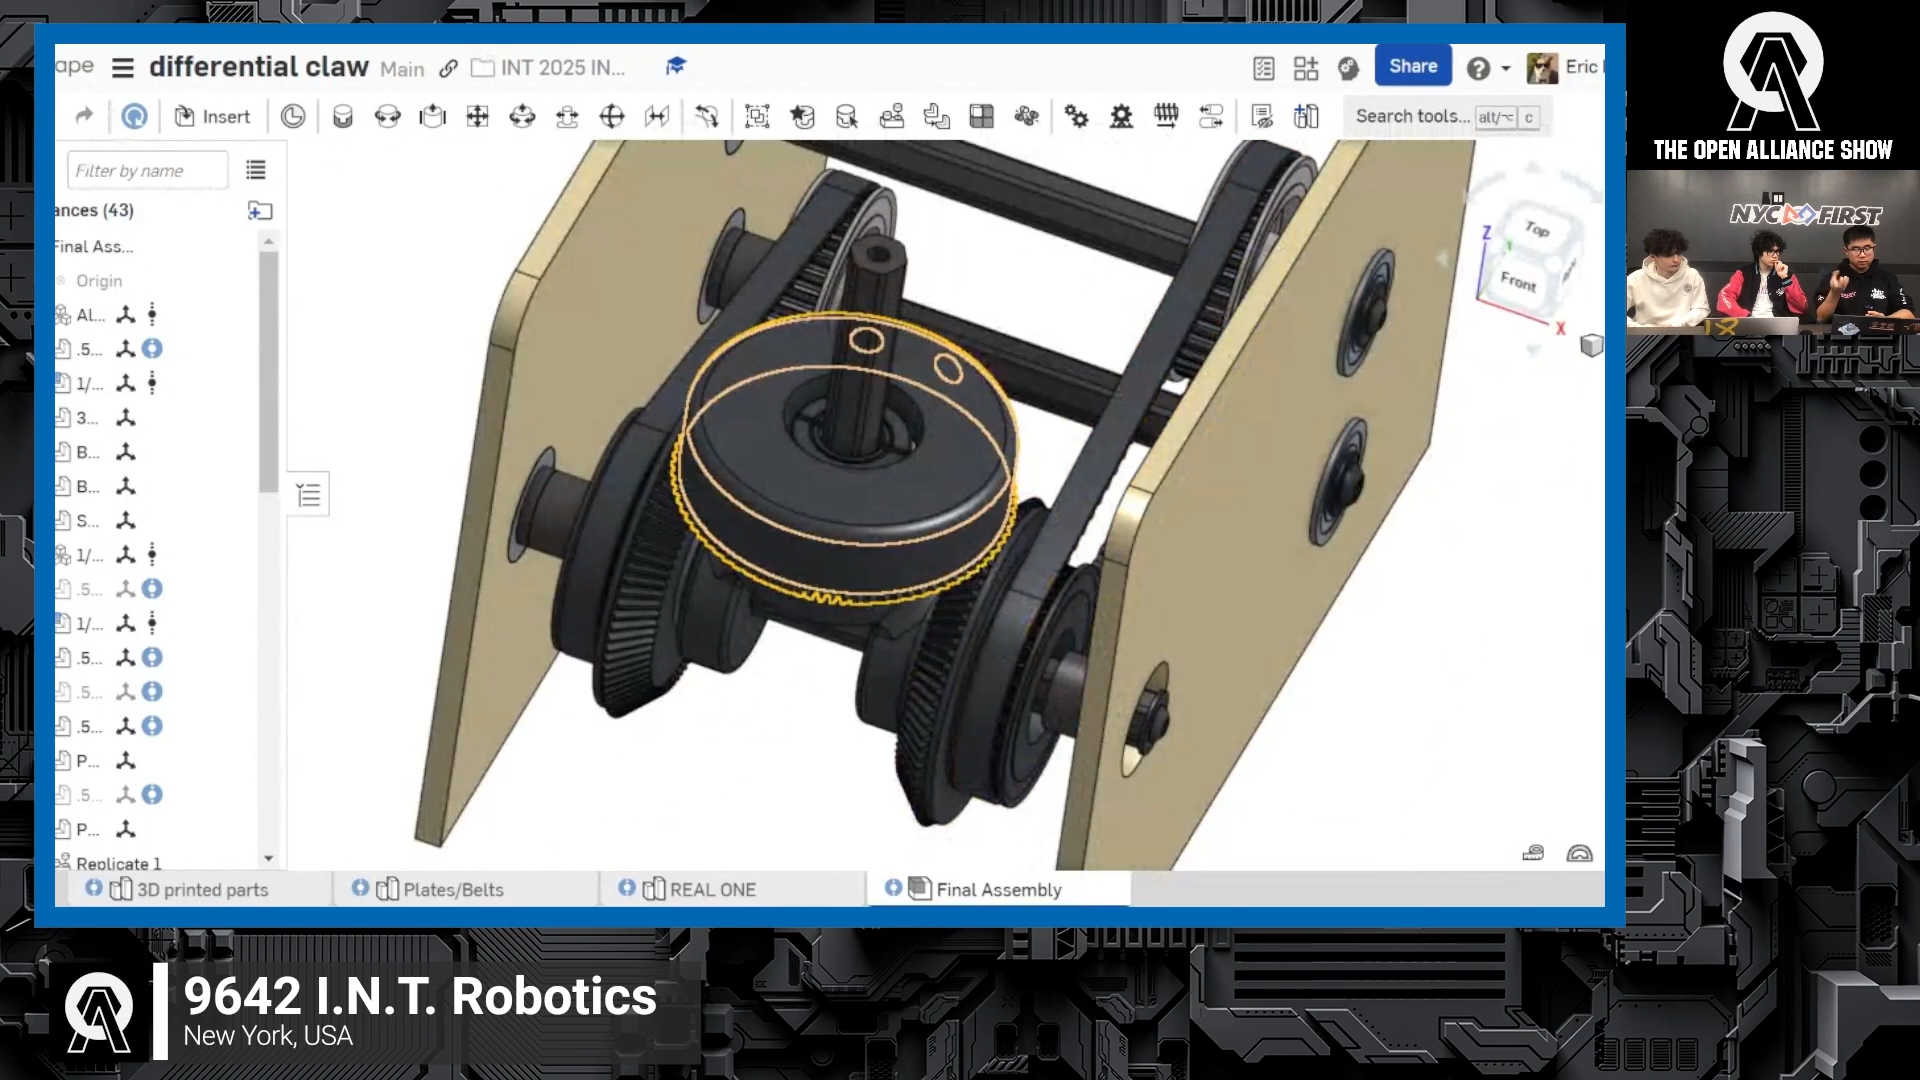 ape
differential claw
Main
INT 2025 IN...
Share
Eric
Insert
Search tools...
alt/⌥
c
Filter by name
ances (43)
Final Ass...
Origin
Al...
.5...
1/...
3...
B...
B...
S...
1/...
.5...
1/...
.5...
.5...
.5...
P...
.5...
P...
Replicate 1
Top
Front
Z
X
3D printed parts
Plates/Belts
REAL ONE
Final Assembly
THE OPEN ALLIANCE SHOW
NYC FIRST
9642 I.N.T. Robotics
New York, USA